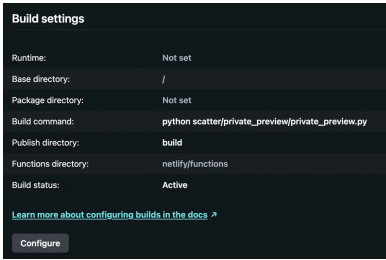 Build settings
Runtime: Not set
Base directory: /
Package directory: Not set
Build command: python scatter/private_preview/private_preview.py
Publish directory: build
Functions directory: netlify/functions
Build status: Active
Learn more about configuring builds in the docs ↗
Configure